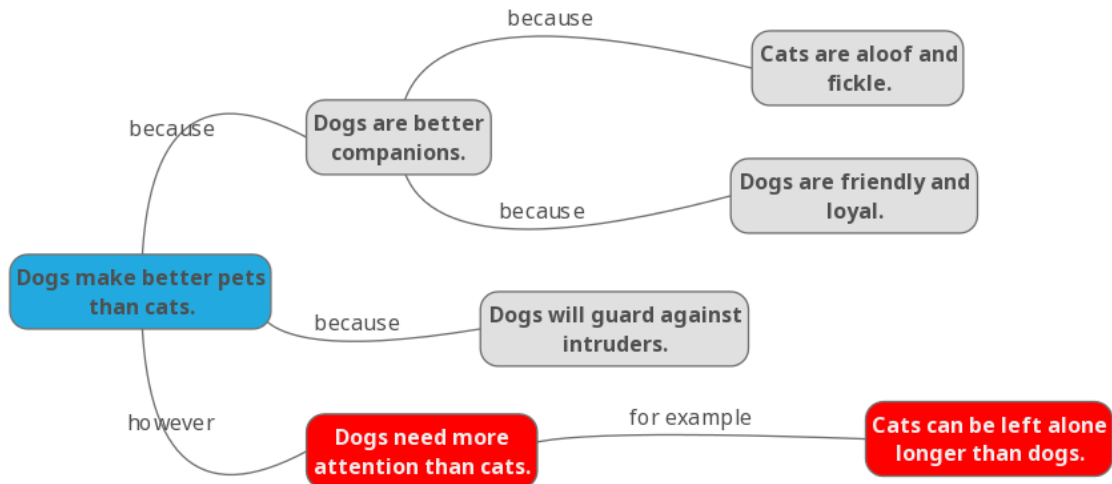 because
Cats are aloof and
fickle.
because
Dogs are better
companions.
because
Dogs are friendly and
loyal.
Dogs make better pets
than cats.
because
Dogs will guard against
intruders.
however
Dogs need more
attention than cats.
for example
Cats can be left alone
longer than dogs.